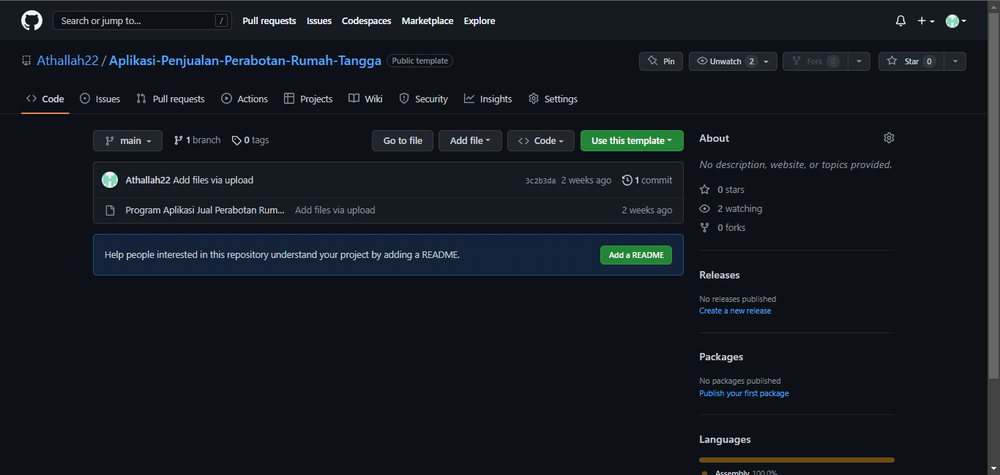 Search or jump to... / Pull requests Issues Codespaces Marketplace Explore
Athallah22 / Aplikasi-Penjualan-Perabotan-Rumah-Tangga Public template Pin Unwatch 2 Fork 0 Star 0
Code Issues Pull requests Actions Projects Wiki Security Insights Settings
main 1 branch 0 tags Go to file Add file Code Use this template
Athallah22 Add files via upload 3c2b3da 2 weeks ago 1 commit
Program Aplikasi Jual Perabotan Rum... Add files via upload 2 weeks ago
Help people interested in this repository understand your project by adding a README. Add a README
About
No description, website, or topics provided.
0 stars
2 watching
0 forks
Releases
No releases published
Create a new release
Packages
No packages published
Publish your first package
Languages
Assembly 100.0%